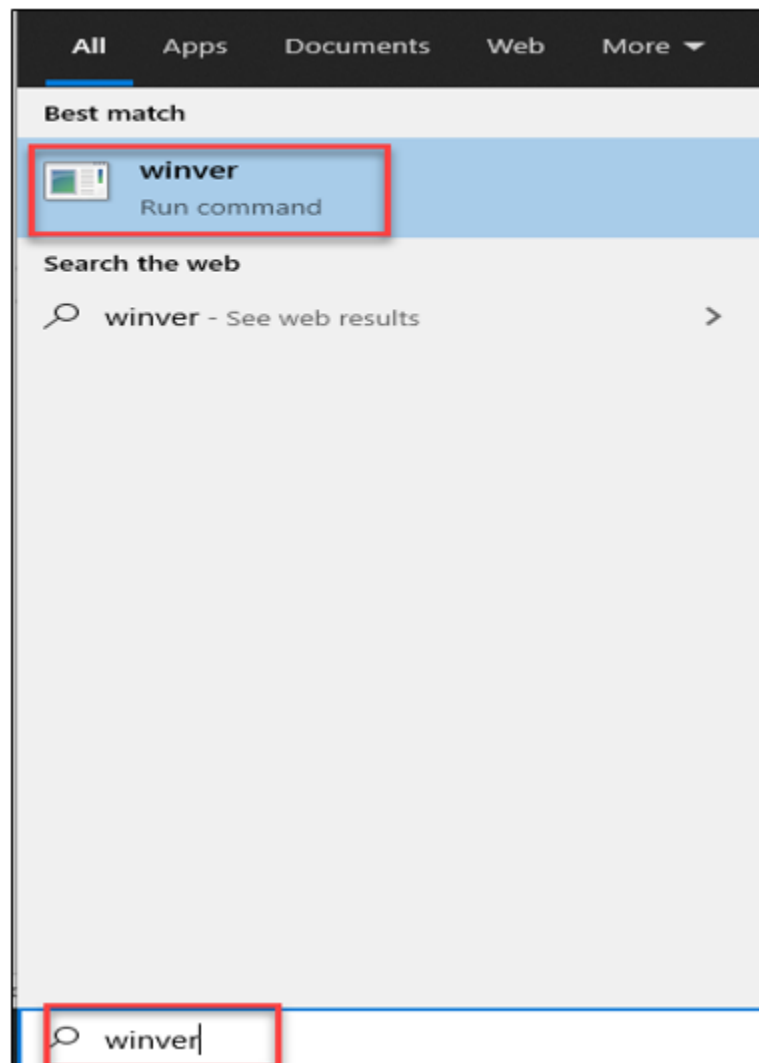 All Apps Documents Web More
Best match
winver
Run command
Search the web
winver - See web results
winver